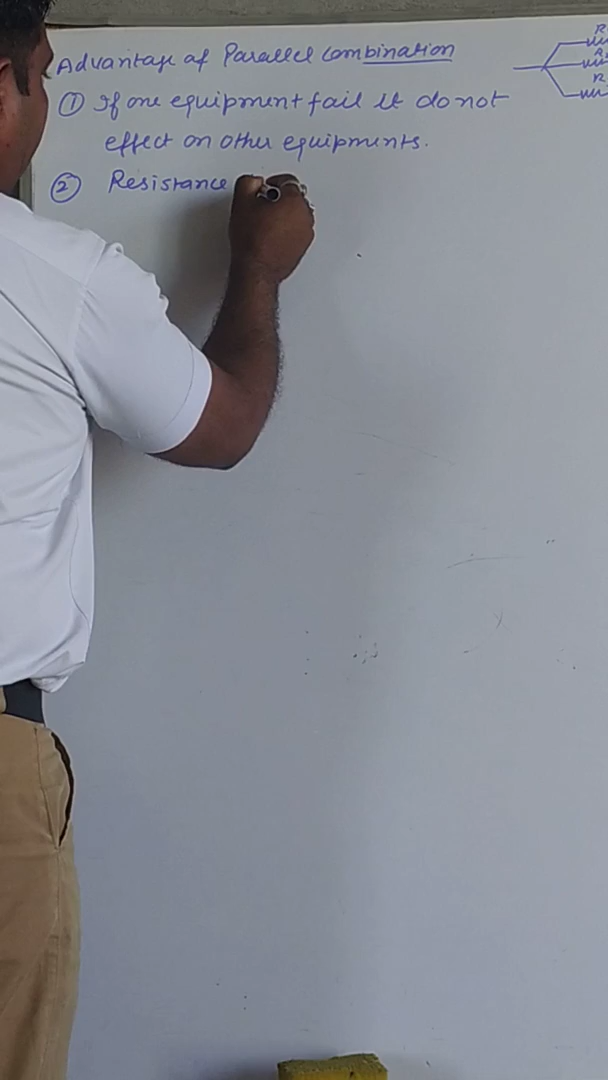 Advantage of Parallel combination
① If one equipment fail it do not
effect on other equipments.
② Resistance
R
R
R